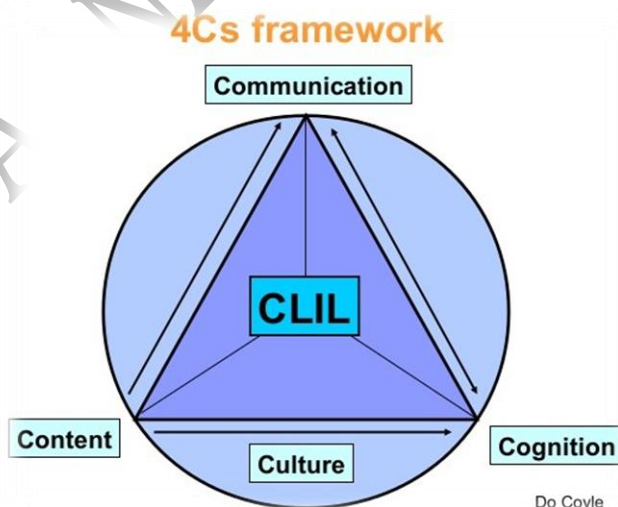 4Cs framework
Communication
CLIL
Content
Culture
Cognition
Do Coyle